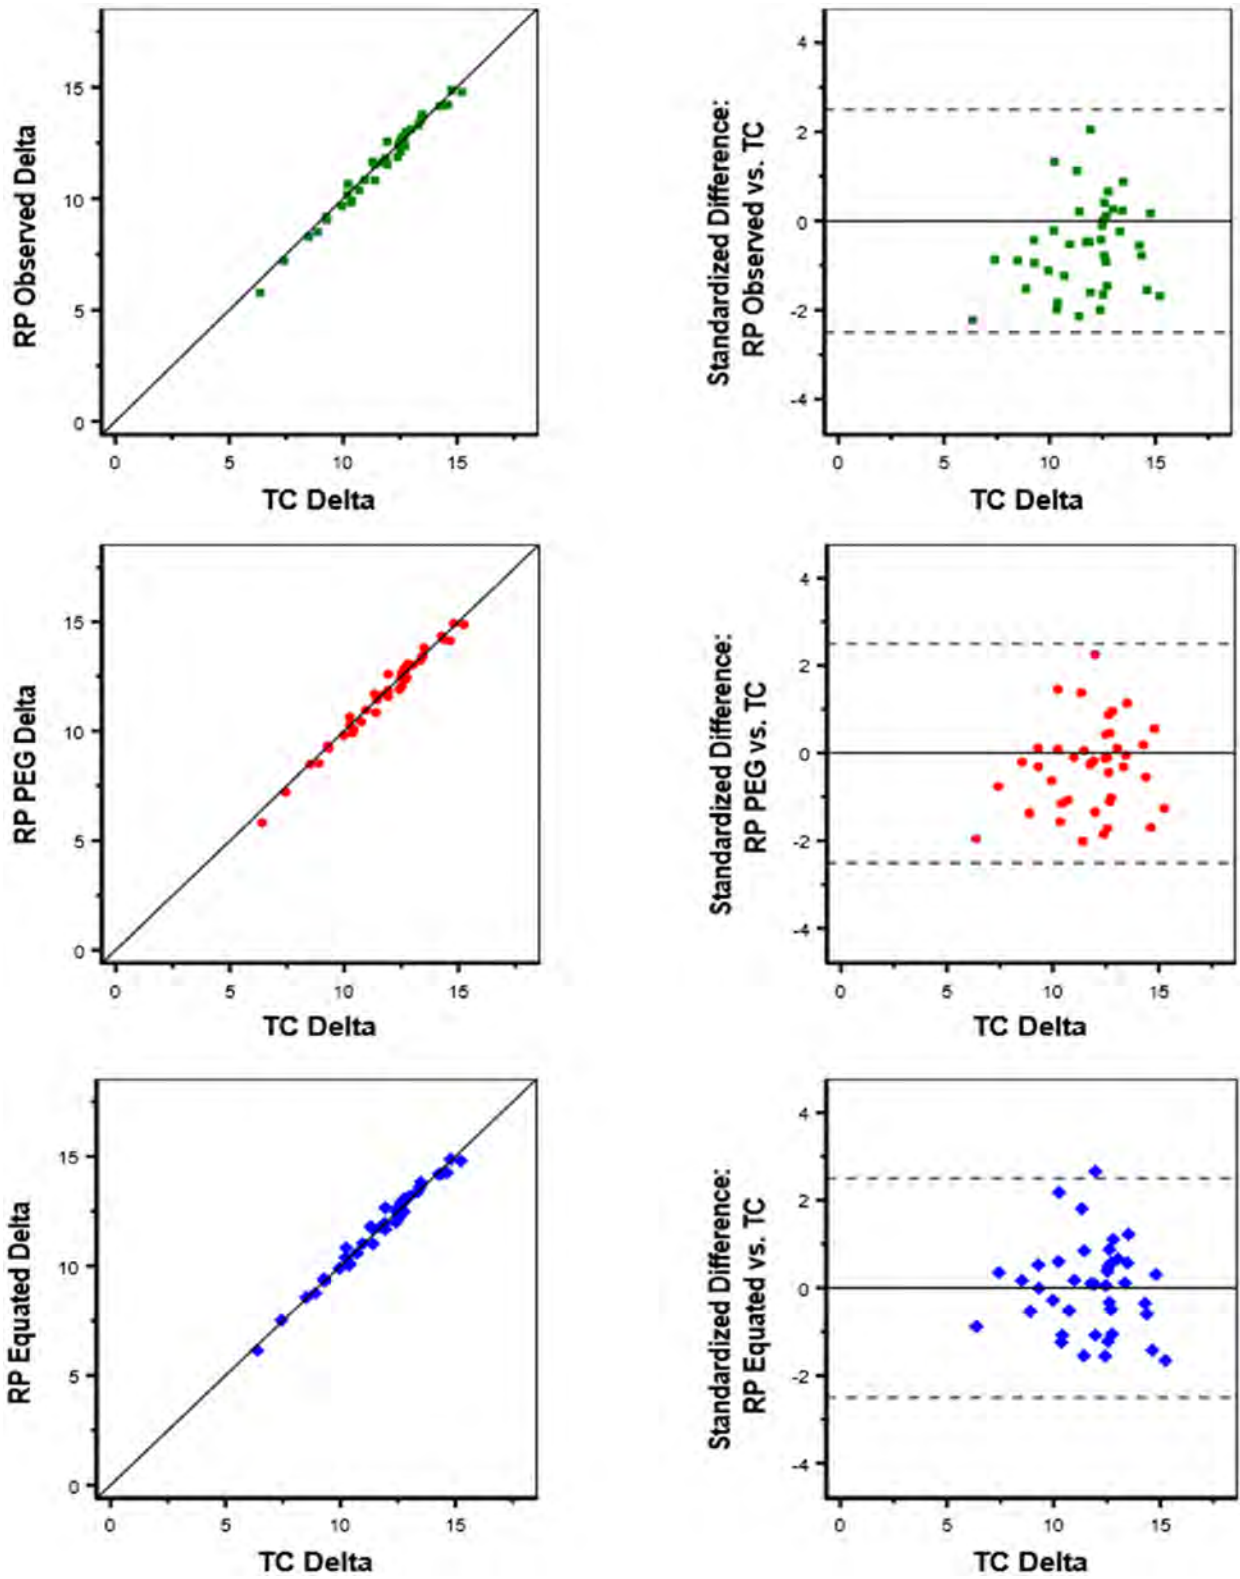 RP Observed Delta
15
10
5
0
0 5 10 15
TC Delta
Standardized Difference:
RP Observed vs. TC
4
2
0
-2
-4
0 5 10 15
TC Delta
RP PEG Delta
15
10
5
0
0 5 10 15
TC Delta
Standardized Difference:
RP PEG vs. TC
4
2
0
-2
-4
0 5 10 15
TC Delta
RP Equated Delta
15
10
5
0
0 5 10 15
TC Delta
Standardized Difference:
RP Equated vs. TC
4
2
0
-2
-4
0 5 10 15
TC Delta